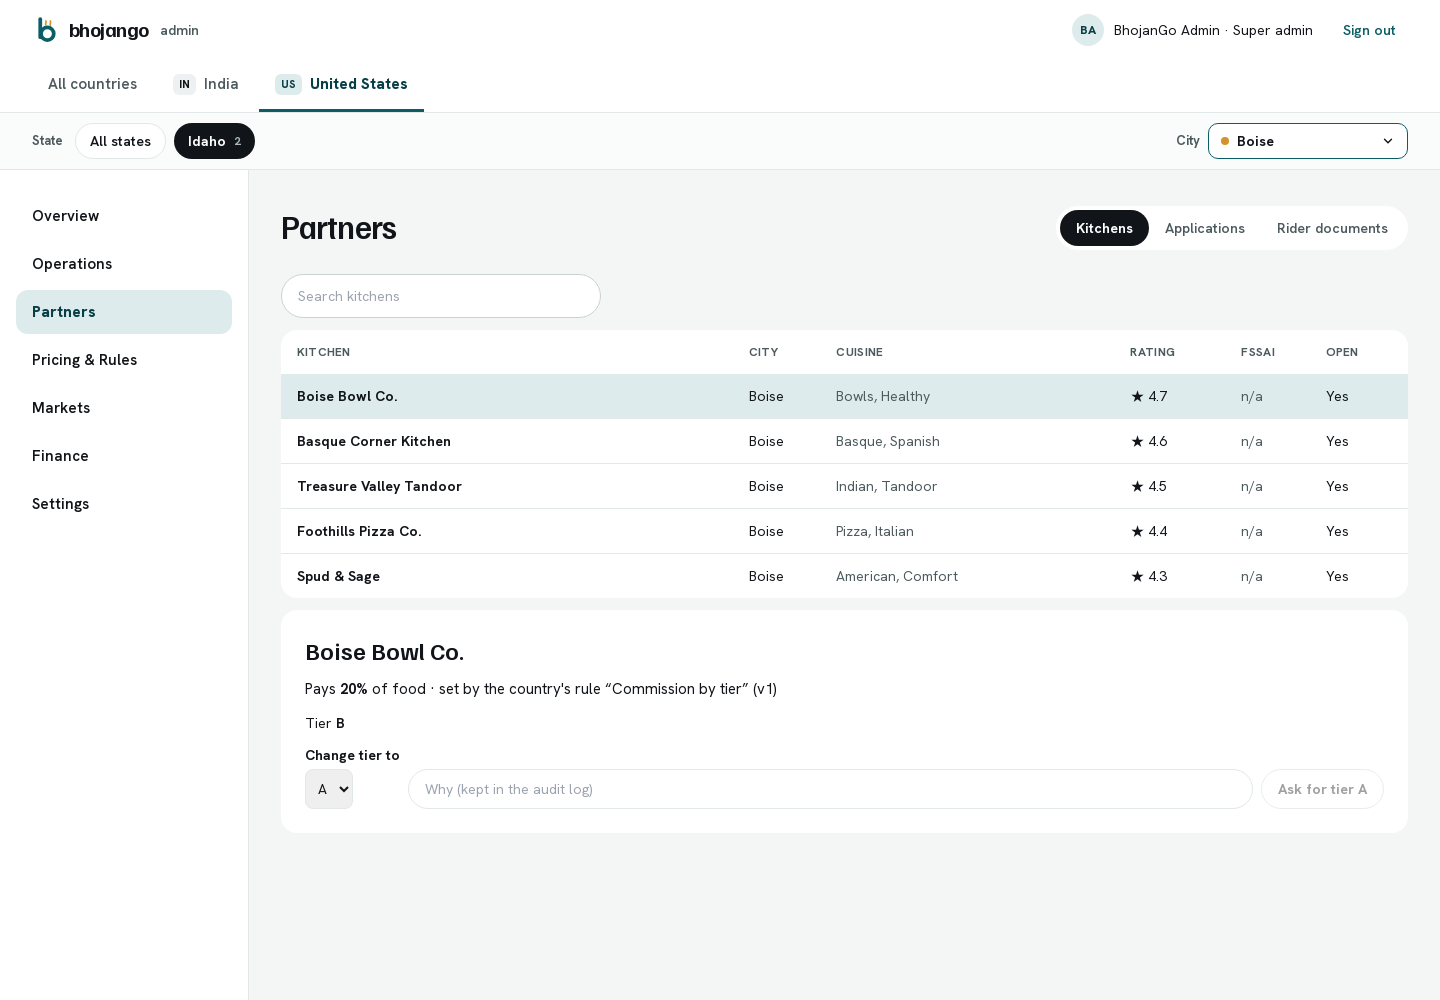 bhojango admin
BA BhojanGo Admin · Super admin Sign out
All countries IN India US United States
State All states Idaho 2 City Boise
Overview
Operations
Partners
Pricing & Rules
Markets
Finance
Settings
Partners Kitchens Applications Rider documents
Search kitchens
KITCHEN CITY CUISINE RATING FSSAI OPEN
Boise Bowl Co. Boise Bowls, Healthy ★ 4.7 n/a Yes
Basque Corner Kitchen Boise Basque, Spanish ★ 4.6 n/a Yes
Treasure Valley Tandoor Boise Indian, Tandoor ★ 4.5 n/a Yes
Foothills Pizza Co. Boise Pizza, Italian ★ 4.4 n/a Yes
Spud & Sage Boise American, Comfort ★ 4.3 n/a Yes
Boise Bowl Co.
Pays 20% of food · set by the country's rule “Commission by tier” (v1)
Tier B
Change tier to
A Why (kept in the audit log) Ask for tier A